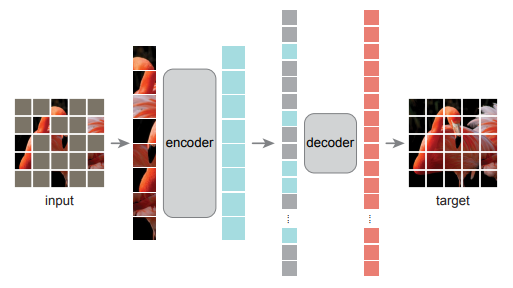 input
encoder
decoder
target